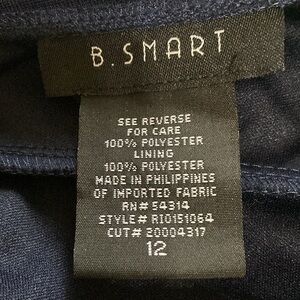 B.SMART
SEE REVERSE
FOR CARE
100% POLYESTER
LINING
100% POLYESTER
MADE IN PHILIPPINES
OF IMPORTED FABRIC
RN# 54314
STYLE# RI0151064
CUT# 20004317
12